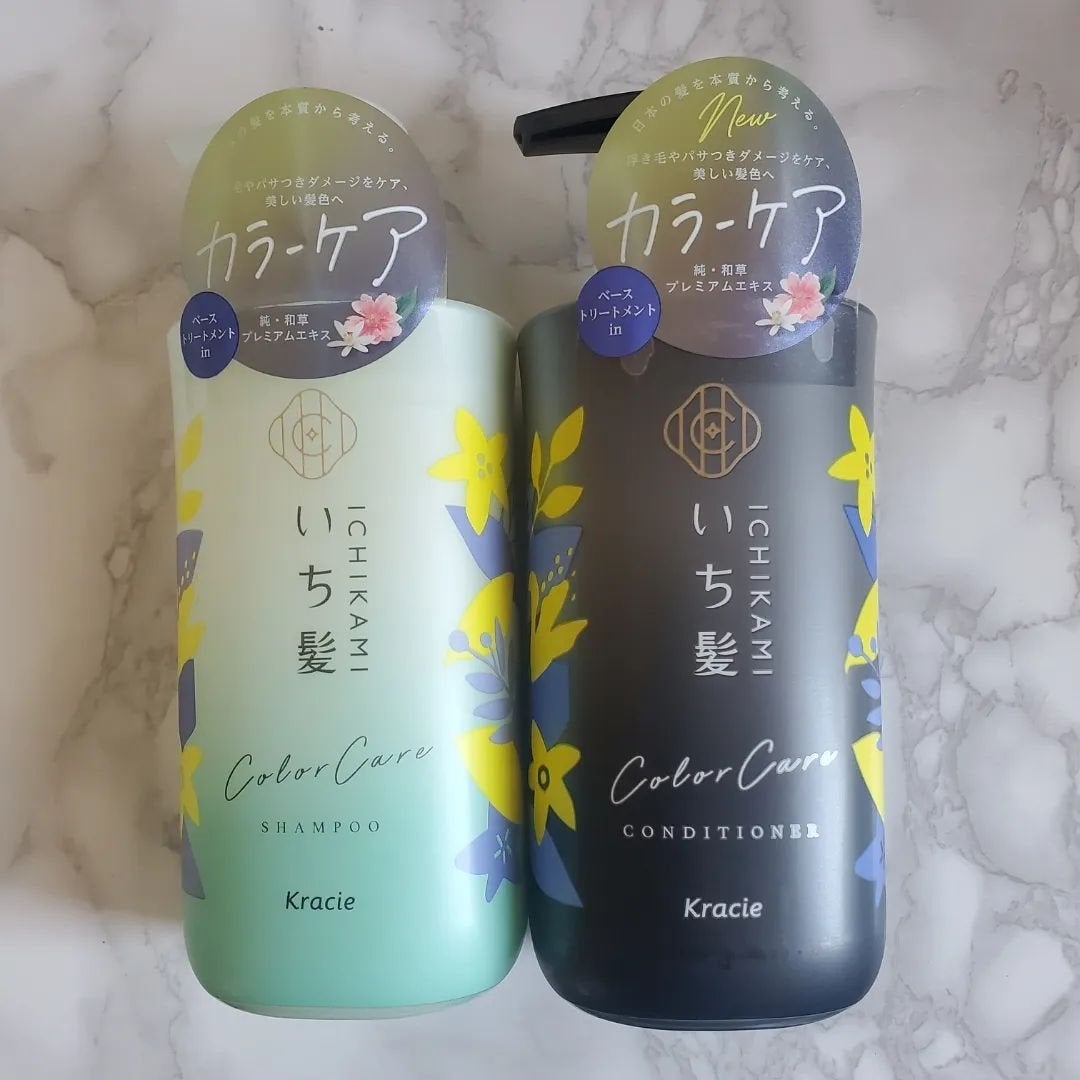 の髪を本質から考える。
毛やパサつきダメージをケア、
美しい髪色へ
カラーケア
ベース
トリートメント
in
純・和草
プレミアムエキス
いち髪
ICHIKAMI
Color Care
SHAMPOO
Kracie
日本の髪を本質から考える。
New
浮き毛やパサつきダメージをケア、
美しい髪色へ
カラーケア
純・和草
プレミアムエキス
ベース
トリートメント
in
いち髪
ICHIKAMI
Color Care
CONDITIONER
Kracie